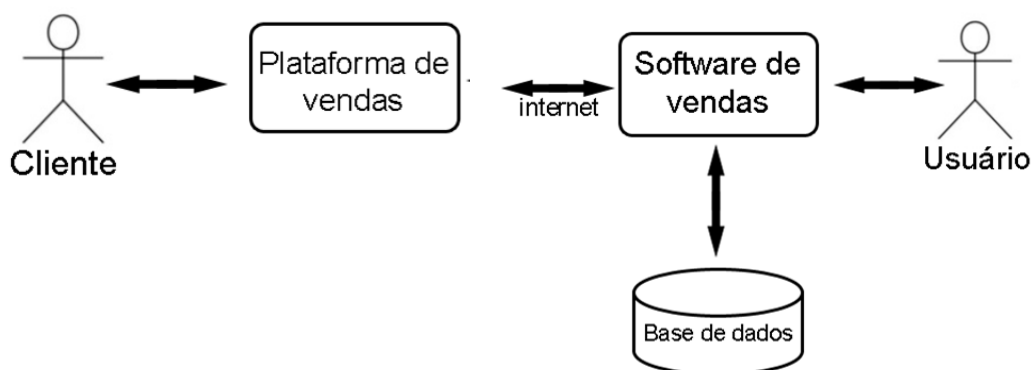 Plataforma de
vendas
Software de
vendas
internet
Cliente
Usuário
Base de dados